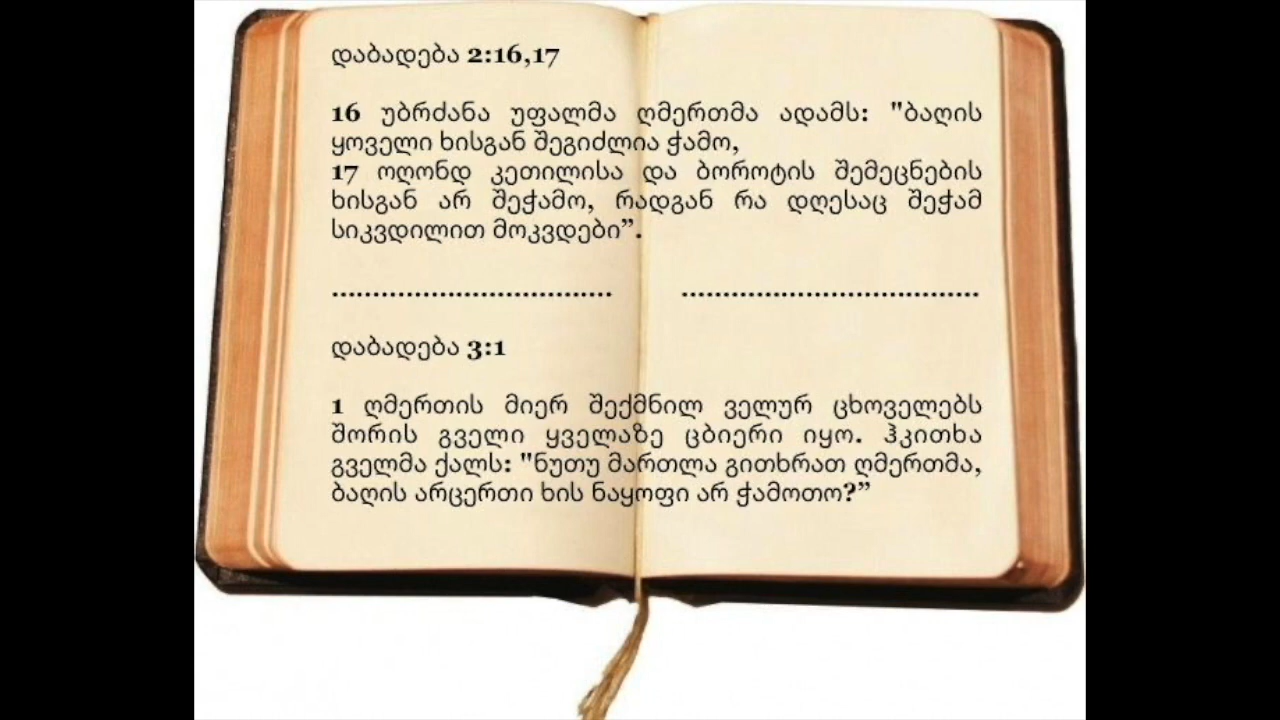 დაბადება 2:16,17
16 უბრძანა უფალმა ღმერთმა ადამს: "ბაღის
ყოველი ხისგან შეგიძლია ჭამო,
17 ოღონდ კეთილისა და ბოროტის შემეცნების
ხისგან არ შეჭამო, რადგან რა დღესაც შეჭამ
სიკვდილით მოკვდები”.
.................................. ....................................
დაბადება 3:1
1 ღმერთის მიერ შექმნილ ველურ ცხოველებს
შორის გველი ყველაზე ცბიერი იყო. ჰკითხა
გველმა ქალს: "ნუთუ მართლა გითხრათ ღმერთმა,
ბაღის არცერთი ხის ნაყოფი არ ჭამოთო?”